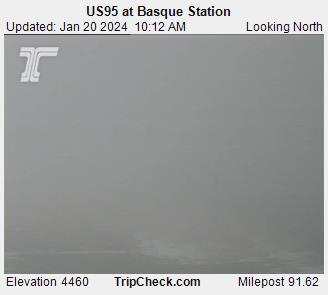 US95 at Basque Station
Updated: Jan 20 2024 10:12 AM Looking North
Elevation 4460 TripCheck.com Milepost 91.62